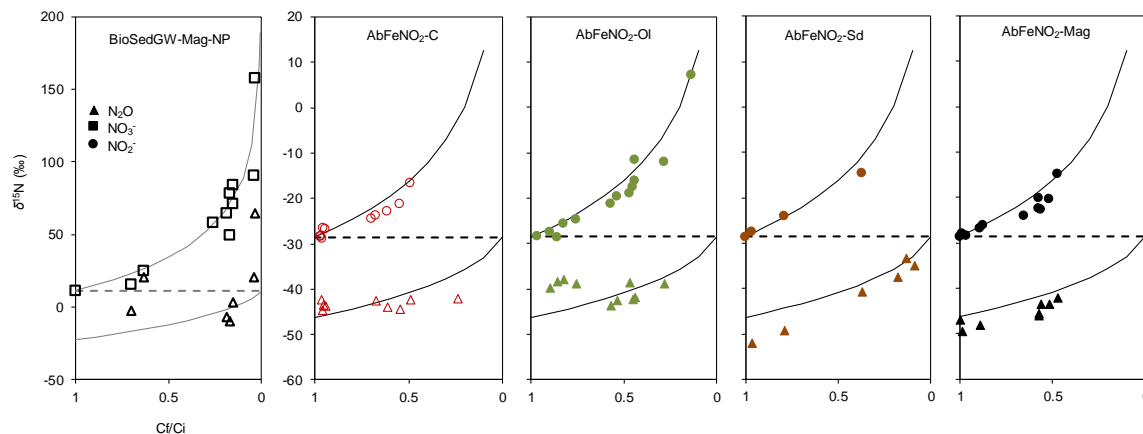 BioSedGW-Mag-NP
AbFeNO₂-C
AbFeNO₂-Ol
AbFeNO₂-Sd
AbFeNO₂-Mag
N₂O
NO₃⁻
NO₂⁻
δ¹⁵N (‰)
200
150
100
50
0
-50
20
10
0
-10
-20
-30
-40
-50
-60
1 0.5 0
1 0.5 0
1 0.5 0
1 0.5 0
1 0.5 0
Cf/Ci